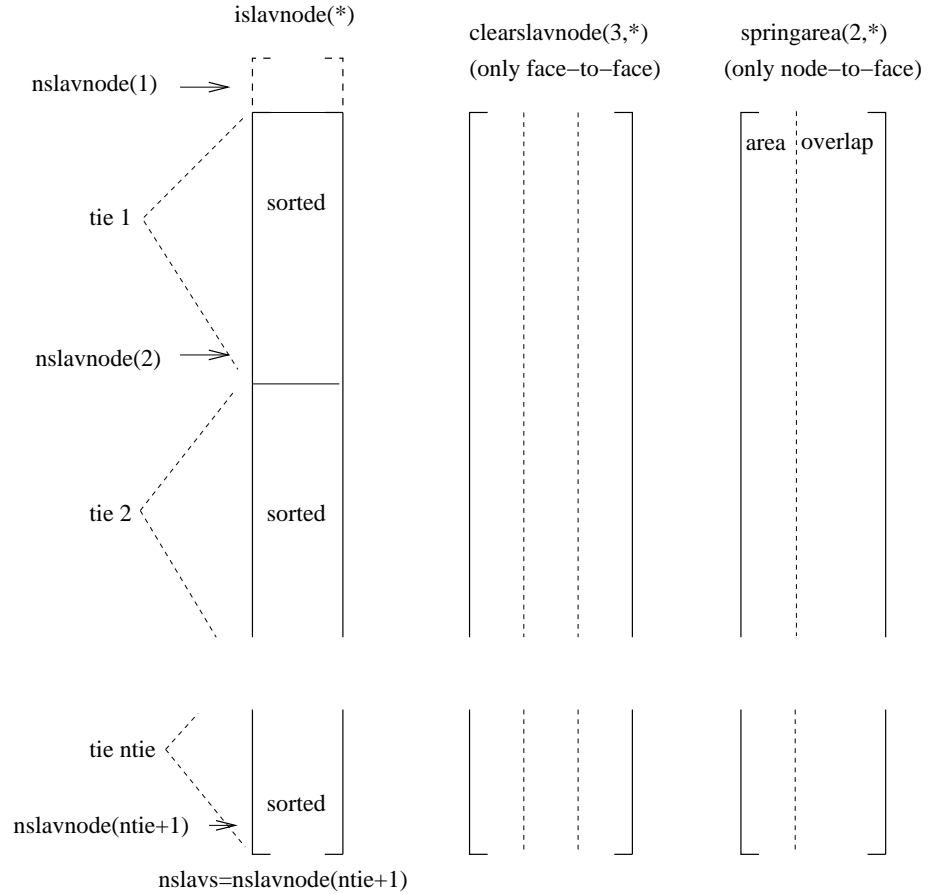 islavnode(*)
clearslavnode(3,*)
(only face−to−face)
springarea(2,*)
(only node−to−face)
nslavnode(1)
area
overlap
sorted
tie 1
nslavnode(2)
tie 2
sorted
tie ntie
sorted
nslavnode(ntie+1)
nslavs=nslavnode(ntie+1)